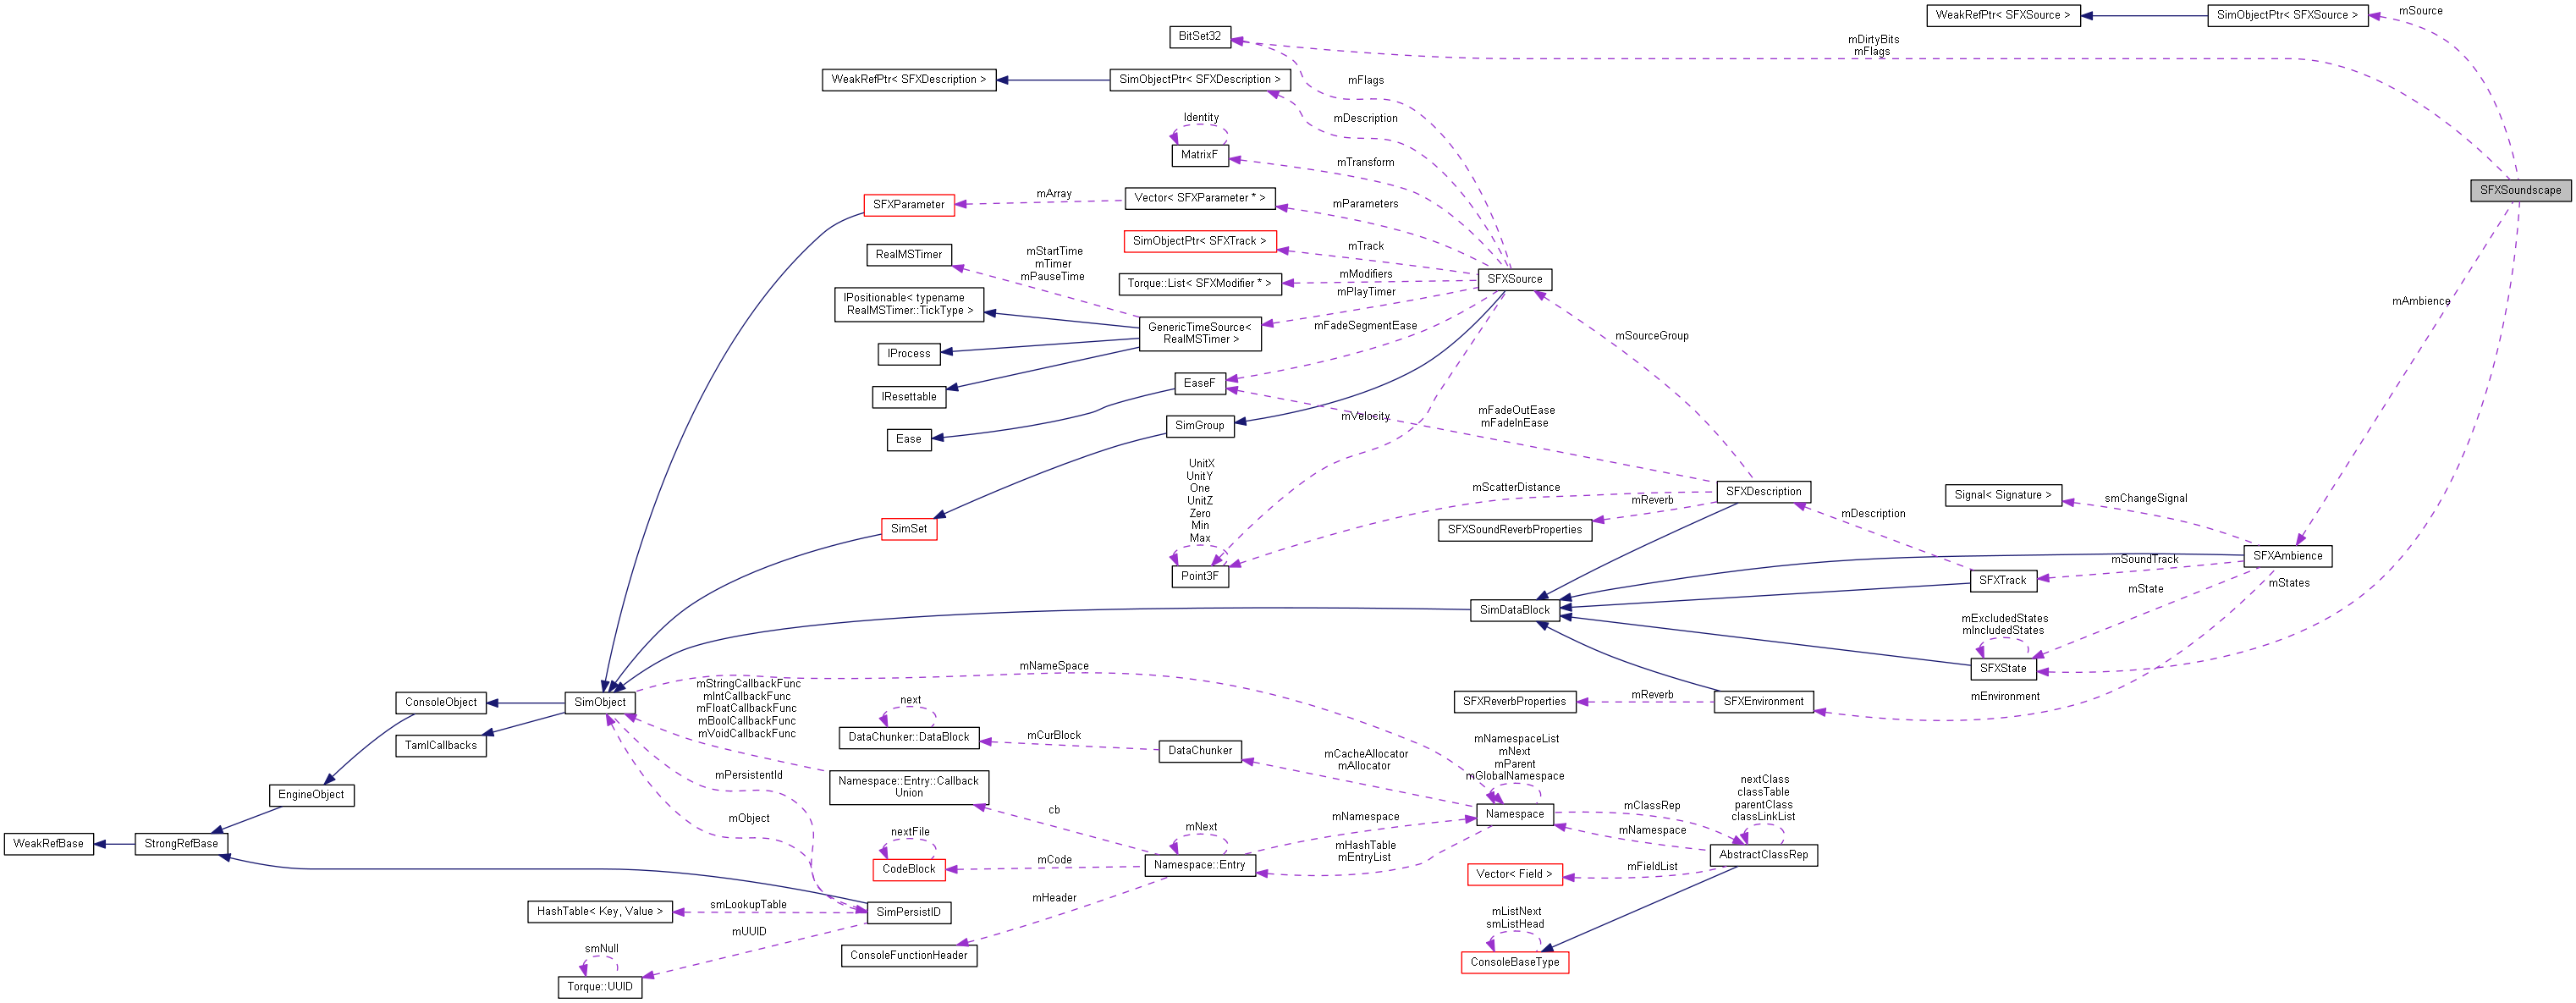 WeakRefPtr< SFXSource >
SimObjectPtr< SFXSource >
mSource
BitSet32
mDirtyBits
mFlags
WeakRefPtr< SFXDescription >
SimObjectPtr< SFXDescription >
mFlags
mDescription
Identity
MatrixF
mTransform
SFXSoundscape
SFXParameter
mArray
Vector< SFXParameter * >
mParameters
SimObjectPtr< SFXTrack >
mTrack
RealMSTimer
mStartTime
mTimer
mPauseTime
Torque::List< SFXModifier * >
mModifiers
SFXSource
mPlayTimer
IPositionable< typename
RealMSTimer::TickType >
GenericTimeSource<
RealMSTimer >
mFadeSegmentEase
mAmbience
mSourceGroup
IProcess
IResettable
EaseF
Ease
SimGroup
mVelocity
mFadeOutEase
mFadeInEase
UnitX
UnitY
One
UnitZ
Zero
Min
Max
Point3F
mScatterDistance
mReverb
SFXDescription
SFXSoundReverbProperties
Signal< Signature >
smChangeSignal
mDescription
SimSet
SFXAmbience
mSoundTrack
SFXTrack
mStates
mState
SimDataBlock
mExcludedStates
mIncludedStates
SFXState
mEnvironment
SFXReverbProperties
mReverb
SFXEnvironment
mNameSpace
ConsoleObject
SimObject
TamlCallbacks
mStringCallbackFunc
mIntCallbackFunc
mFloatCallbackFunc
mBoolCallbackFunc
mVoidCallbackFunc
next
DataChunker::DataBlock
mCurBlock
DataChunker
mCacheAllocator
mAllocator
mNamespaceList
mNext
mParent
mGlobalNamespace
Namespace
mClassRep
mNamespace
nextClass
classTable
parentClass
classLinkList
AbstractClassRep
mPersistentId
mObject
Namespace::Entry::Callback
Union
cb
EngineObject
WeakRefBase
StrongRefBase
nextFile
CodeBlock
mCode
mNext
Namespace::Entry
mNamespace
mHashTable
mEntryList
Vector< Field >
mFieldList
mHeader
HashTable< Key, Value >
smLookupTable
SimPersistID
mUUID
smNull
Torque::UUID
ConsoleFunctionHeader
mListNext
smListHead
ConsoleBaseType